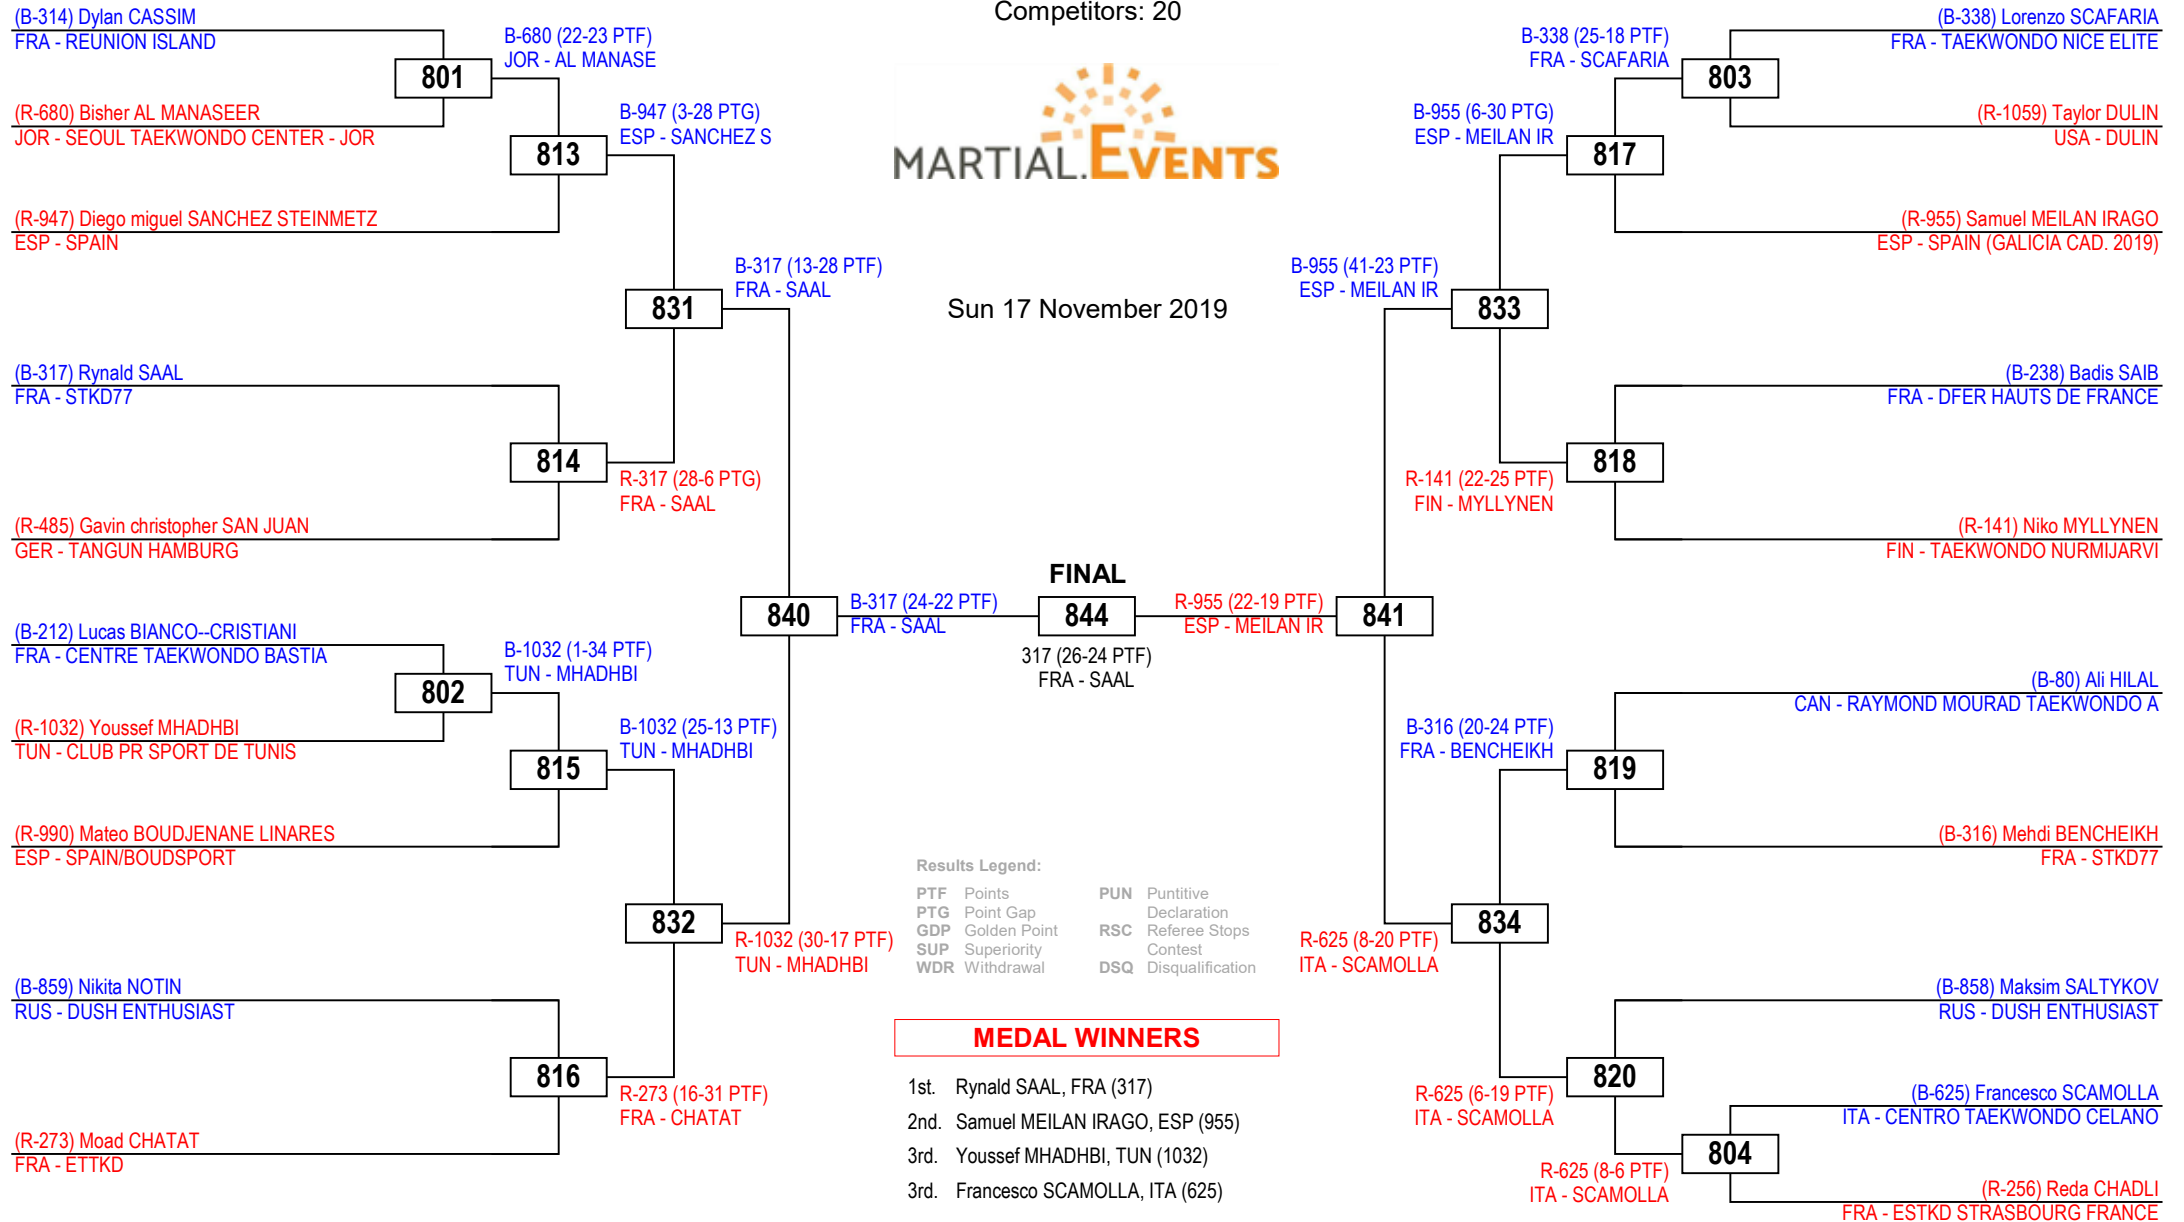 Competitors: 20
MARTIAL.EVENTS
Sun 17 November 2019
(B-314) Dylan CASSIM
FRA - REUNION ISLAND
801
(R-680) Bisher AL MANASEER
JOR - SEOUL TAEKWONDO CENTER - JOR
B-680 (22-23 PTF)
JOR - AL MANASE
813
(R-947) Diego miguel SANCHEZ STEINMETZ
ESP - SPAIN
B-947 (3-28 PTG)
ESP - SANCHEZ S
831
(B-317) Rynald SAAL
FRA - STKD77
814
(R-485) Gavin christopher SAN JUAN
GER - TANGUN HAMBURG
R-317 (28-6 PTG)
FRA - SAAL
B-317 (13-28 PTF)
FRA - SAAL
840
(B-212) Lucas BIANCO--CRISTIANI
FRA - CENTRE TAEKWONDO BASTIA
802
(R-1032) Youssef MHADHBI
TUN - CLUB PR SPORT DE TUNIS
B-1032 (1-34 PTF)
TUN - MHADHBI
815
(R-990) Mateo BOUDJENANE LINARES
ESP - SPAIN/BOUDSPORT
B-1032 (25-13 PTF)
TUN - MHADHBI
832
(B-859) Nikita NOTIN
RUS - DUSH ENTHUSIAST
816
(R-273) Moad CHATAT
FRA - ETTKD
R-273 (16-31 PTF)
FRA - CHATAT
R-1032 (30-17 PTF)
TUN - MHADHBI
B-317 (24-22 PTF)
FRA - SAAL
FINAL
844
317 (26-24 PTF)
FRA - SAAL
R-955 (22-19 PTF)
ESP - MEILAN IR
841
(B-338) Lorenzo SCAFARIA
FRA - TAEKWONDO NICE ELITE
803
(R-1059) Taylor DULIN
USA - DULIN
B-338 (25-18 PTF)
FRA - SCAFARIA
817
(R-955) Samuel MEILAN IRAGO
ESP - SPAIN (GALICIA CAD. 2019)
B-955 (6-30 PTG)
ESP - MEILAN IR
833
(B-238) Badis SAIB
FRA - DFER HAUTS DE FRANCE
818
(R-141) Niko MYLLYNEN
FIN - TAEKWONDO NURMIJARVI
R-141 (22-25 PTF)
FIN - MYLLYNEN
B-955 (41-23 PTF)
ESP - MEILAN IR
(B-80) Ali HILAL
CAN - RAYMOND MOURAD TAEKWONDO A
819
(B-316) Mehdi BENCHEIKH
FRA - STKD77
B-316 (20-24 PTF)
FRA - BENCHEIKH
834
(B-858) Maksim SALTYKOV
RUS - DUSH ENTHUSIAST
820
(B-625) Francesco SCAMOLLA
ITA - CENTRO TAEKWONDO CELANO
804
(R-256) Reda CHADLI
FRA - ESTKD STRASBOURG FRANCE
R-625 (8-6 PTF)
ITA - SCAMOLLA
R-625 (6-19 PTF)
ITA - SCAMOLLA
R-625 (8-20 PTF)
ITA - SCAMOLLA
Results Legend:
PTF Points
PTG Point Gap
GDP Golden Point
SUP Superiority
WDR Withdrawal
PUN Puntitive
Declaration
RSC Referee Stops
Contest
DSQ Disqualification
MEDAL WINNERS
1st. Rynald SAAL, FRA (317)
2nd. Samuel MEILAN IRAGO, ESP (955)
3rd. Youssef MHADHBI, TUN (1032)
3rd. Francesco SCAMOLLA, ITA (625)